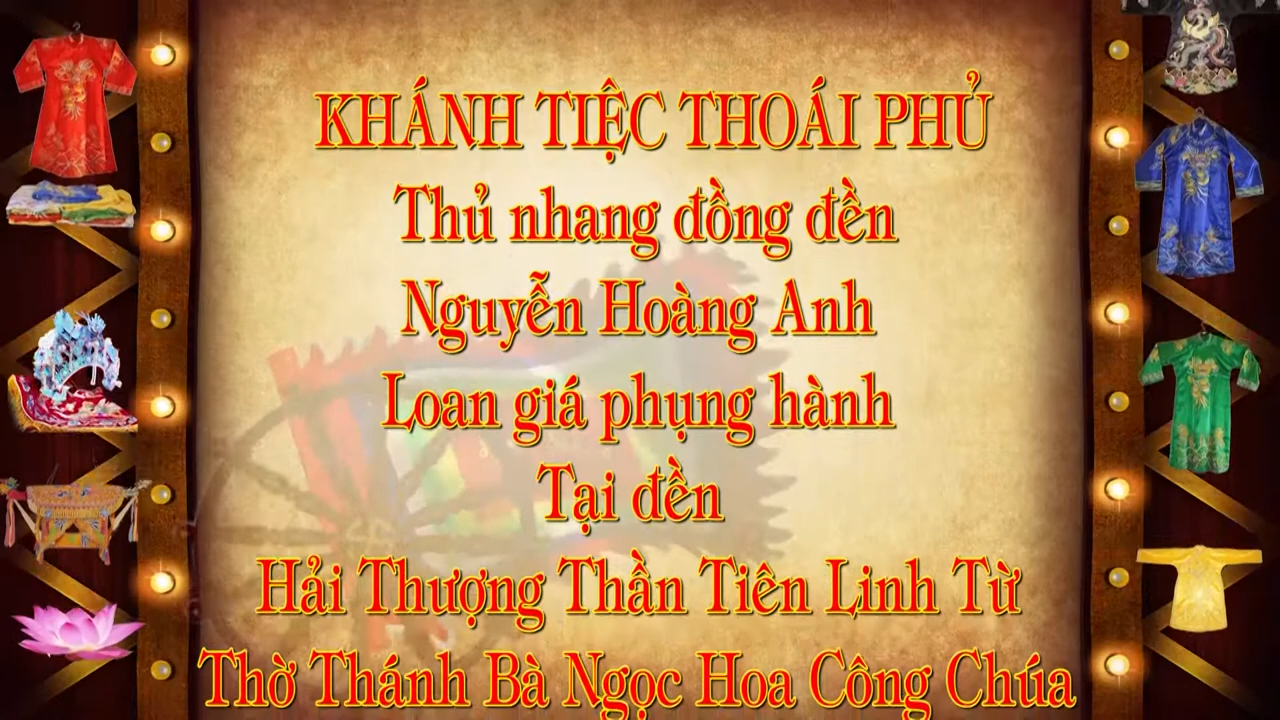 KHÁNH TIỆC THOÁI PHỦ
Thủ nhang đồng đền
Nguyễn Hoàng Anh
Loan giá phụng hành
Tại đền
Hải Thượng Thần Tiên Linh Từ
Thờ Thánh Bà Ngọc Hoa Công Chúa